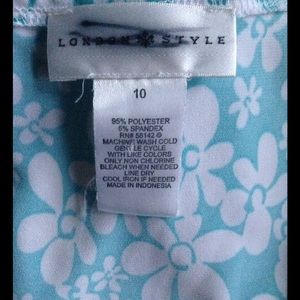 LONDON STYLE
10
95% POLYESTER
5% SPANDEX
RN# 58142
MACHINE WASH COLD
GENTLE CYCLE
WITH LIKE COLORS
ONLY NON CHLORINE
BLEACH WHEN NEEDED
LINE DRY
COOL IRON IF NEEDED
MADE IN INDONESIA